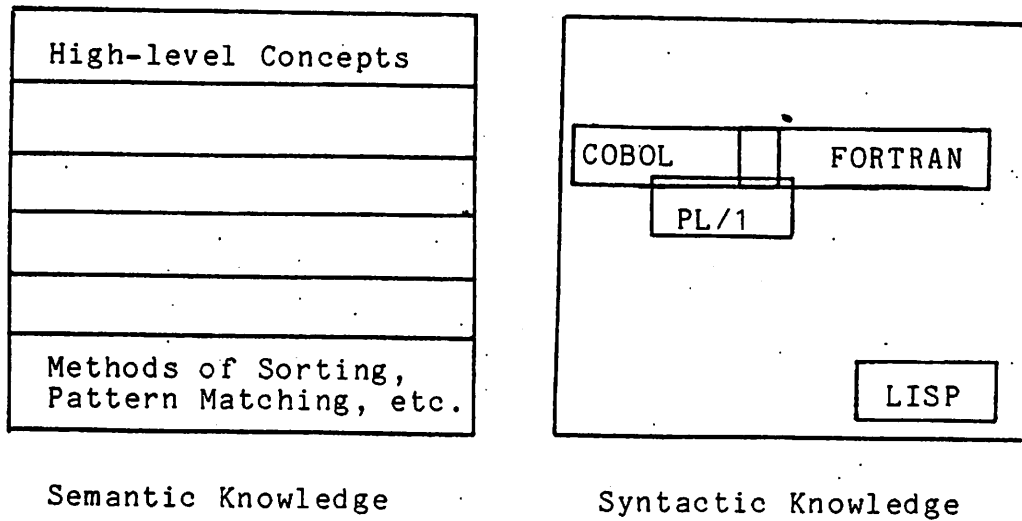 High-level Concepts
Methods of Sorting,
Pattern Matching, etc.
Semantic Knowledge
COBOL
FORTRAN
PL/1
LISP
Syntactic Knowledge